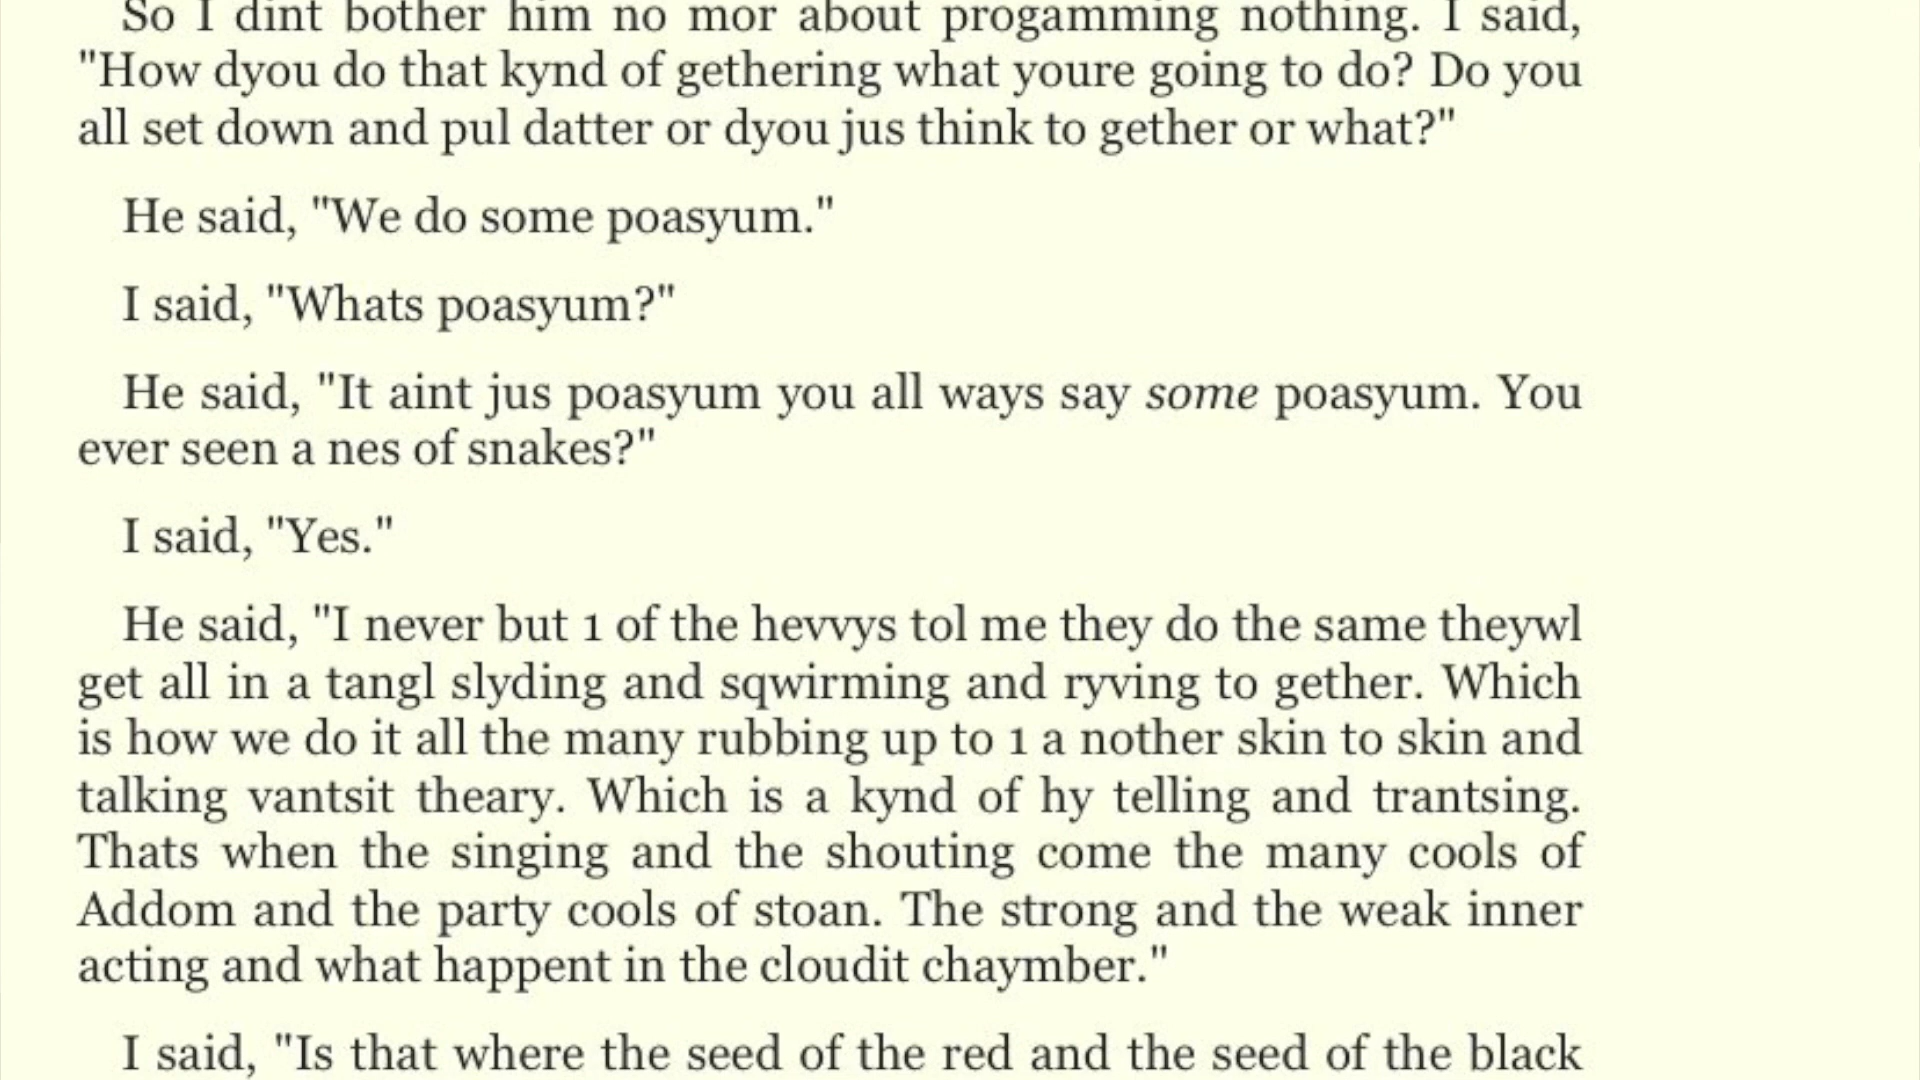 So I dint bother him no mor about progamming nothing. I said,
"How dyou do that kynd of gethering what youre going to do? Do you
all set down and pul datter or dyou jus think to gether or what?"
He said, "We do some poasyum."
I said, "Whats poasyum?"
He said, "It aint jus poasyum you all ways say some poasyum. You
ever seen a nes of snakes?"
I said, "Yes."
He said, "I never but 1 of the hevvys tol me they do the same theywl
get all in a tangl slyding and sqwirming and ryving to gether. Which
is how we do it all the many rubbing up to 1 a nother skin to skin and
talking vantsit theary. Which is a kynd of hy telling and trantsing.
Thats when the singing and the shouting come the many cools of
Addom and the party cools of stoan. The strong and the weak inner
acting and what happent in the cloudit chaymber."
I said, "Is that where the seed of the red and the seed of the black